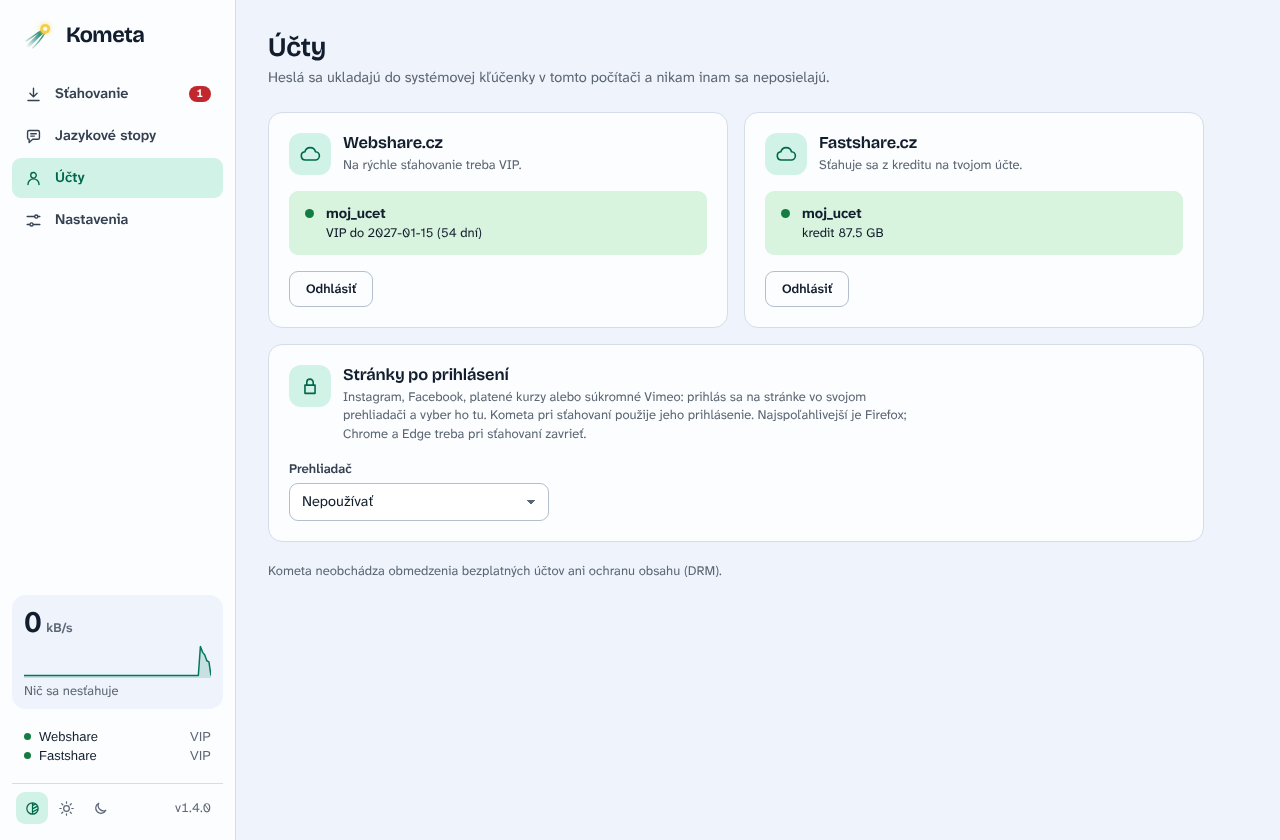 Kometa
Sťahovanie 1
Jazykové stopy
Účty
Nastavenia
0 kB/s
Nič sa nesťahuje
Webshare VIP
Fastshare VIP
v1.4.0
Účty
Heslá sa ukladajú do systémovej kľúčenky v tomto počítači a nikam inam sa neposielajú.
Webshare.cz
Na rýchle sťahovanie treba VIP.
moj_ucet
VIP do 2027-01-15 (54 dní)
Odhlásiť
Fastshare.cz
Sťahuje sa z kreditu na tvojom účte.
moj_ucet
kredit 87.5 GB
Odhlásiť
Stránky po prihlásení
Instagram, Facebook, platené kurzy alebo súkromné Vimeo: prihlás sa na stránke vo svojom
prehliadači a vyber ho tu. Kometa pri sťahovaní použije jeho prihlásenie. Najspoľahlivejší je Firefox;
Chrome a Edge treba pri sťahovaní zavrieť.
Prehliadač
Nepoužívať
Kometa neobchádza obmedzenia bezplatných účtov ani ochranu obsahu (DRM).